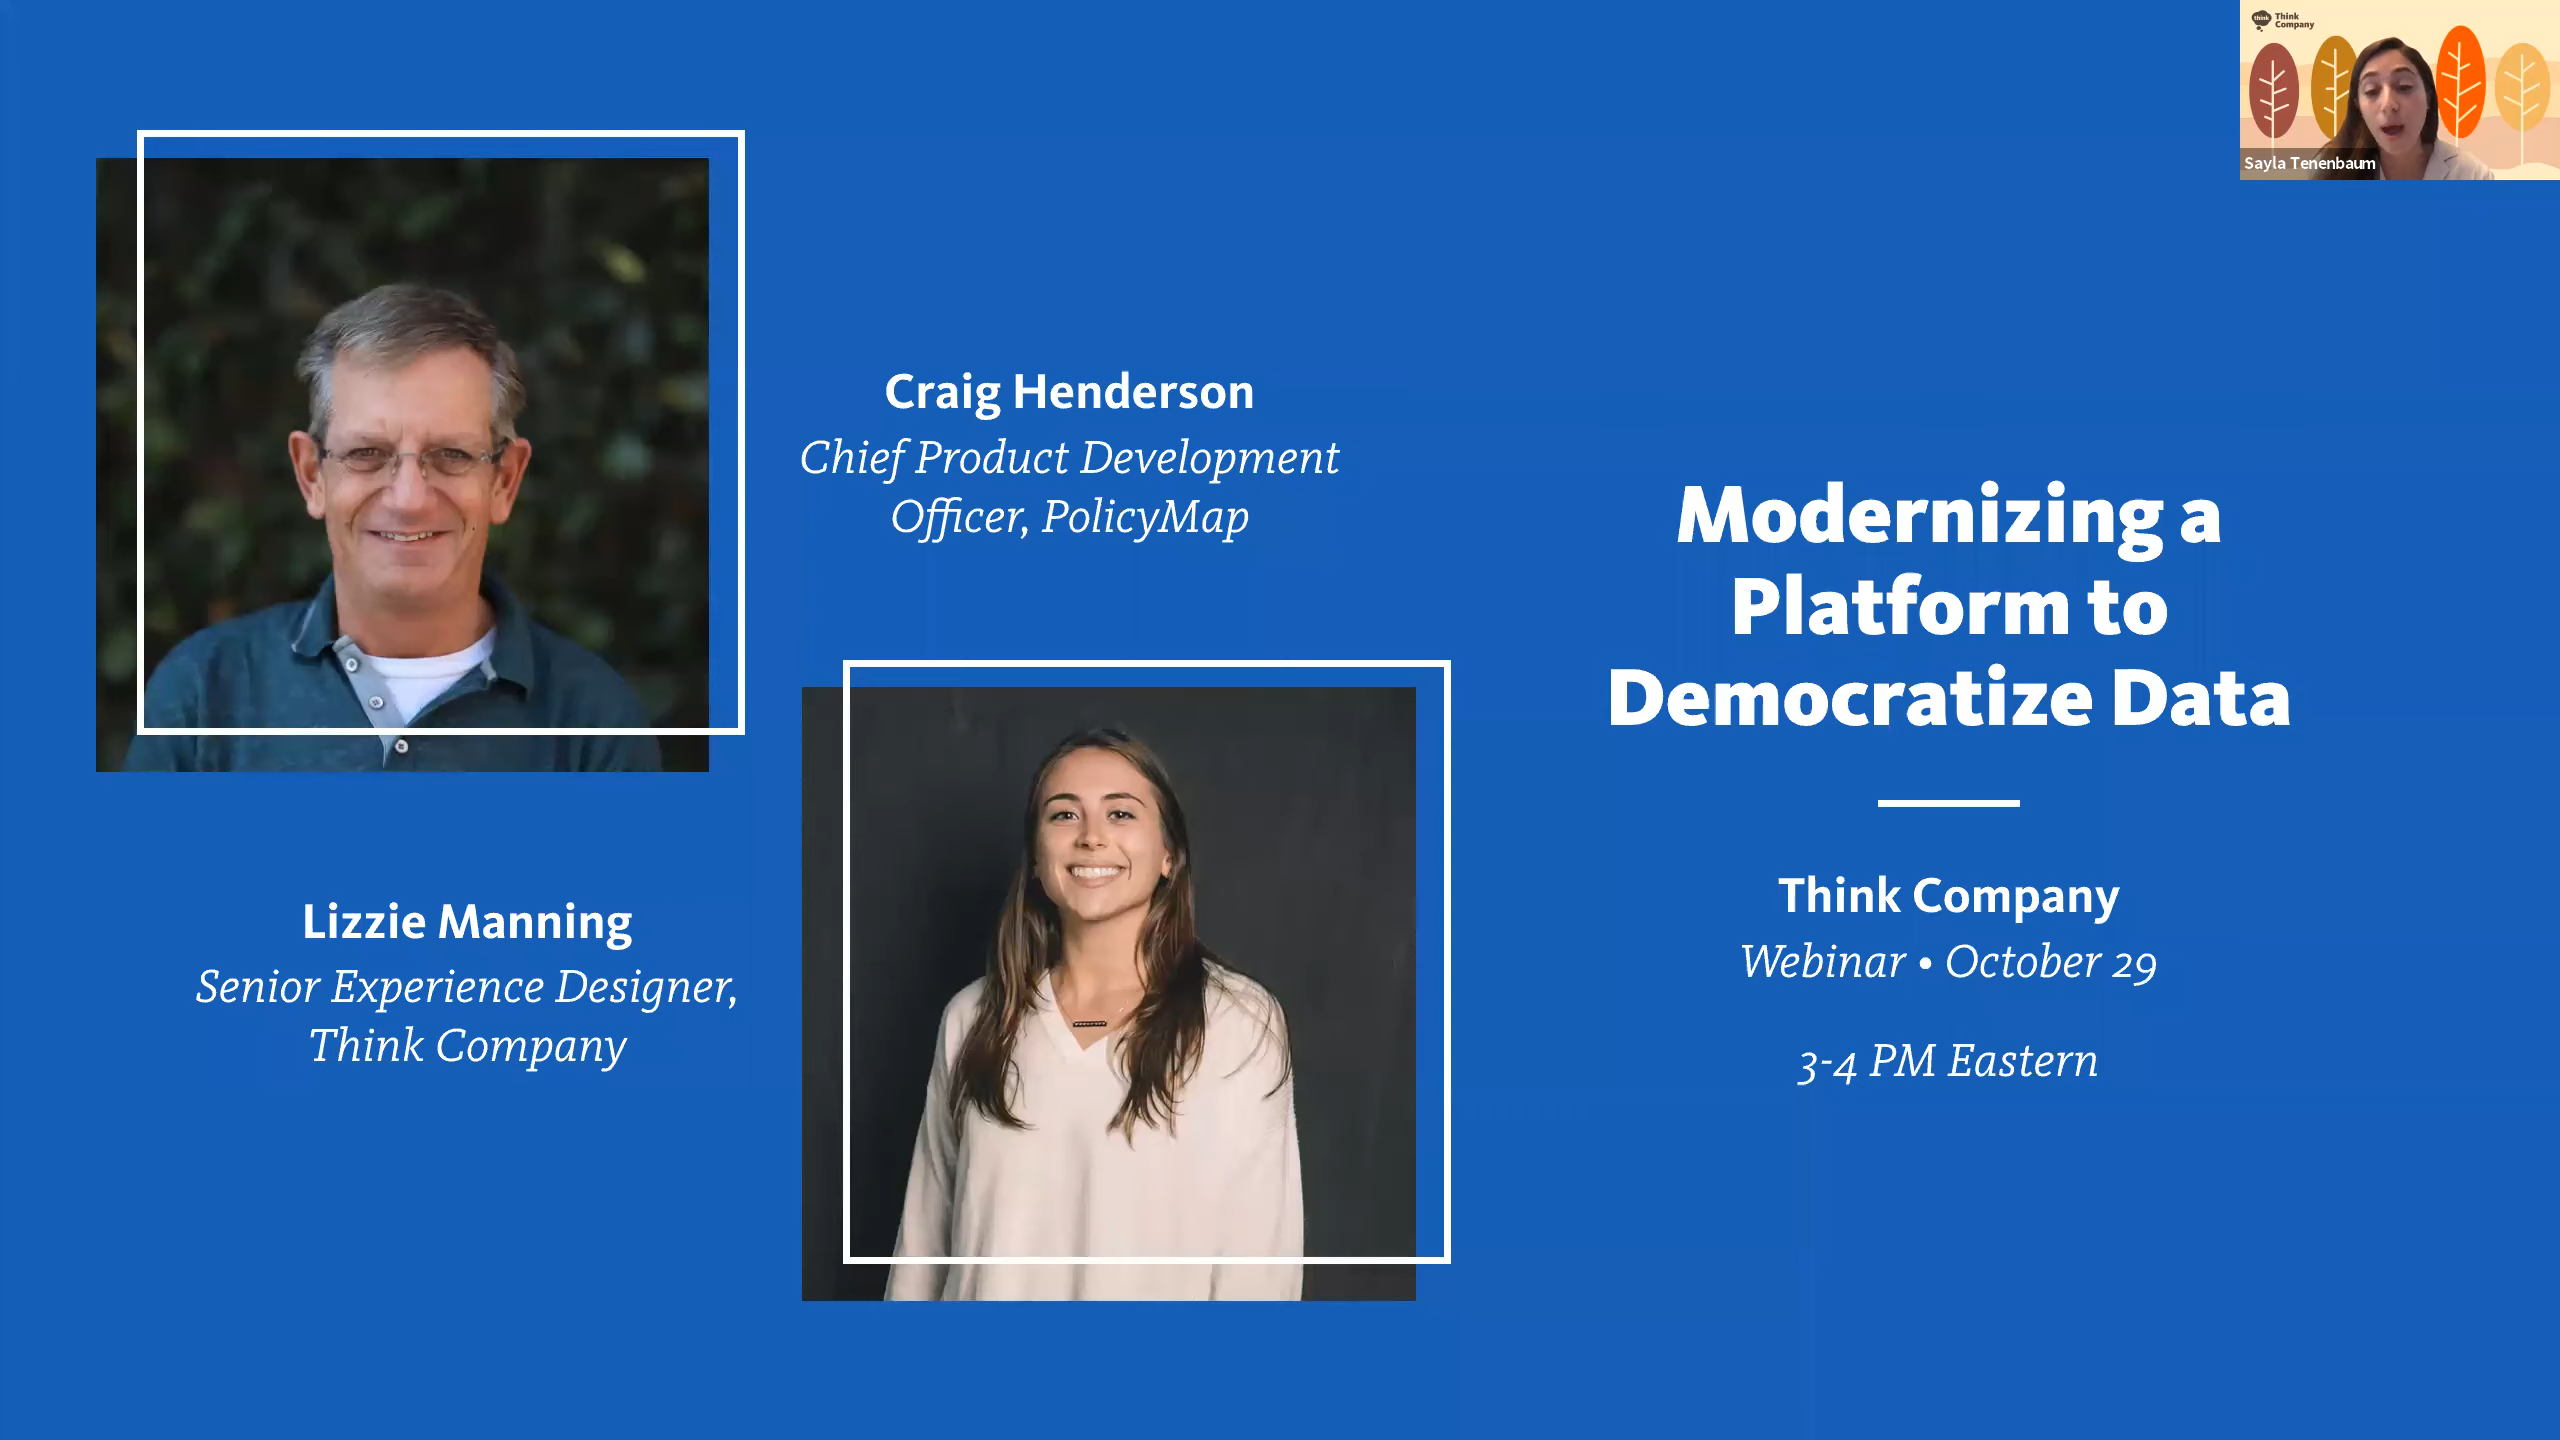 think
Think
Company
Sayla Tenenbaum
Craig Henderson
Chief Product Development
Officer, PolicyMap
Lizzie Manning
Senior Experience Designer,
Think Company
Modernizing a
Platform to
Democratize Data
Think Company
Webinar • October 29
3-4 PM Eastern